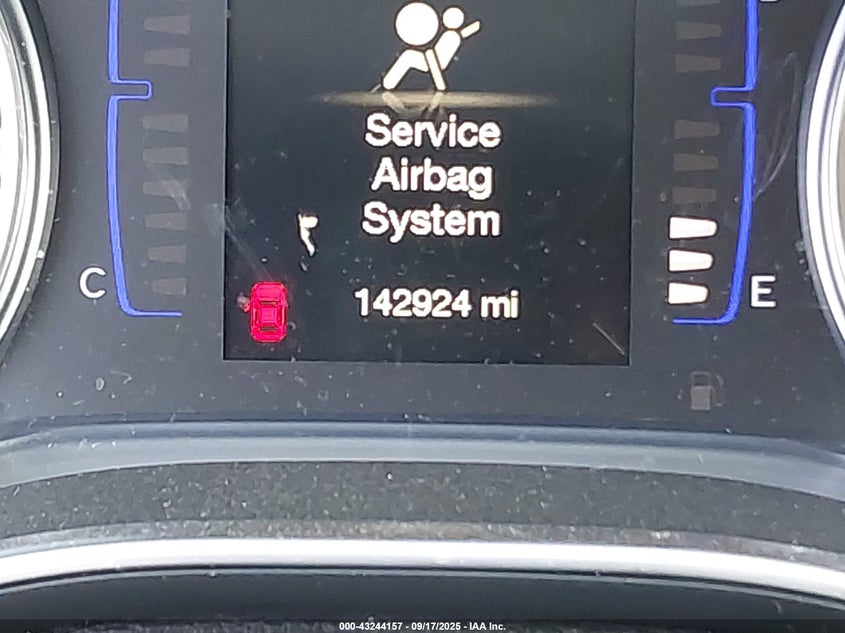 Service
Airbag
System
C
142924 mi
E
000-43244157 - 09/17/2025 - IAA Inc.